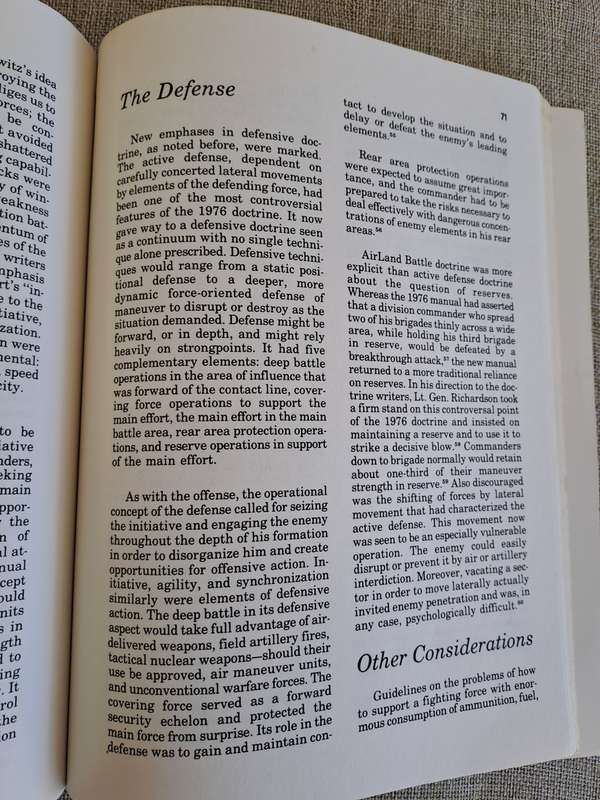 witz's idea
roying the
liges us to
orces; the
be con-
t avoided
shattered
g capabil-
cks were
y of win-
weakness
tion bat-
entum of
es of the
writers
mphasis
rt's "in-
e to the
itiative,
zation.
n were
mental:
speed
city.
to be
tiative
nders,
eking
main
ppor-
y the
n of
al at-
nual
cept
ould
nits
s in
gth
d to
ing
. It
rol
the
on
The Defense
New emphases in defensive doc-
trine, as noted before, were marked.
The active defense, dependent on
carefully concerted lateral movements
by elements of the defending force, had
been one of the most controversial
features of the 1976 doctrine. It now
gave way to a defensive doctrine seen
as a continuum with no single techni-
que alone prescribed. Defensive techni-
ques would range from a static posi-
tional defense to a deeper, more
dynamic force-oriented defense of
maneuver to disrupt or destroy as the
situation demanded. Defense might be
forward, or in depth, and might rely
heavily on strongpoints. It had five
complementary elements: deep battle
operations in the area of influence that
was forward of the contact line, cover-
ing force operations to support the
main effort, the main effort in the main
battle area, rear area protection opera-
tions, and reserve operations in support
of the main effort.
As with the offense, the operational
concept of the defense called for seizing
the initiative and engaging the enemy
throughout the depth of his formation
in order to disorganize him and create
opportunities for offensive action. In-
itiative, agility, and synchronization
similarly were elements of defensive
action. The deep battle in its defensive
aspect would take full advantage of air-
delivered weapons, field artillery fires,
tactical nuclear weapons—should their
use be approved, air maneuver units,
and unconventional warfare forces. The
covering force served as a forward
security echelon and protected the
main force from surprise. Its role in the
defense was to gain and maintain con-
71
tact to develop the situation and to
delay or defeat the enemy's leading
elements.⁵⁵
Rear area protection operations
were expected to assume great impor-
tance, and the commander had to be
prepared to take the risks necessary to
deal effectively with dangerous concen-
trations of enemy elements in his rear
areas.⁵⁶
AirLand Battle doctrine was more
explicit than active defense doctrine
about the question of reserves.
Whereas the 1976 manual had asserted
that a division commander who spread
two of his brigades thinly across a wide
area, while holding his third brigade
in reserve, would be defeated by a
breakthrough attack,⁵⁷ the new manual
returned to a more traditional reliance
on reserves. In his direction to the doc-
trine writers, Lt. Gen. Richardson took
a firm stand on this controversial point
of the 1976 doctrine and insisted on
maintaining a reserve and to use it to
strike a decisive blow.⁵⁸ Commanders
down to brigade normally would retain
about one-third of their maneuver
strength in reserve.⁵⁹ Also discouraged
was the shifting of forces by lateral
movement that had characterized the
active defense. This movement now
was seen to be an especially vulnerable
operation. The enemy could easily
disrupt or prevent it by air or artillery
interdiction. Moreover, vacating a sec-
tor in order to move laterally actually
invited enemy penetration and was, in
any case, psychologically difficult.⁶⁰
Other Considerations
Guidelines on the problems of how
to support a fighting force with enor-
mous consumption of ammunition, fuel,